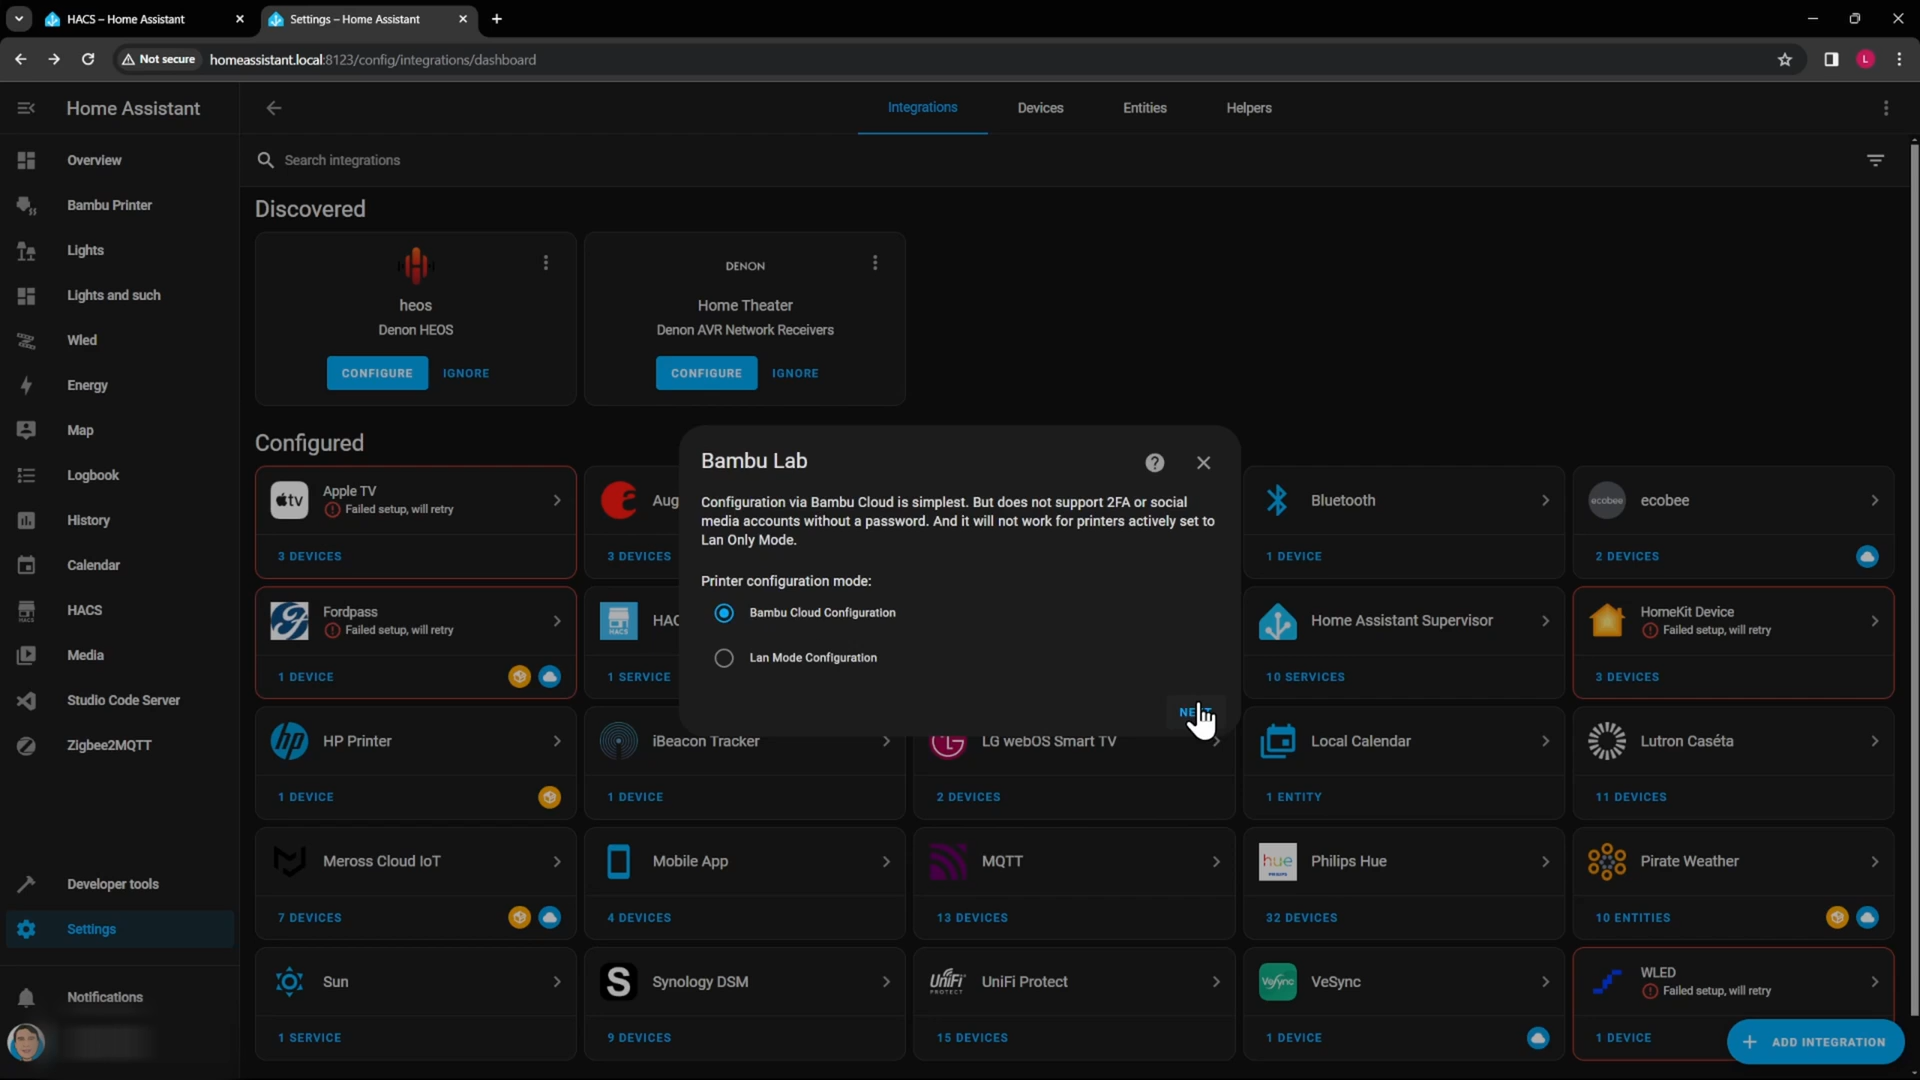 HACS – Home Assistant
Settings – Home Assistant
Not secure
homeassistant.local:8123/config/integrations/dashboard
L
Home Assistant
Integrations
Devices
Entities
Helpers
Overview
Search integrations
Bambu Printer
Discovered
Lights
Lights and such
Wled
Energy
Map
Logbook
History
Calendar
HACS
Media
Studio Code Server
Zigbee2MQTT
Developer tools
Settings
Notifications
heos
Denon HEOS
CONFIGURE
IGNORE
DENON
Home Theater
Denon AVR Network Receivers
CONFIGURE
IGNORE
Configured
tv
Apple TV
Failed setup, will retry
3 DEVICES
Aug
3 DEVICES
Bambu Lab
Configuration via Bambu Cloud is simplest. But does not support 2FA or social
media accounts without a password. And it will not work for printers actively set to
Lan Only Mode.
Printer configuration mode:
Bambu Cloud Configuration
Lan Mode Configuration
Bluetooth
1 DEVICE
ecobee
ecobee
2 DEVICES
Fordpass
Failed setup, will retry
1 DEVICE
HACS
HAC
1 SERVICE
Home Assistant Supervisor
10 SERVICES
HomeKit Device
Failed setup, will retry
3 DEVICES
hp
HP Printer
1 DEVICE
iBeacon Tracker
1 DEVICE
LG webOS Smart TV
2 DEVICES
Local Calendar
1 ENTITY
Lutron Caséta
11 DEVICES
Meross Cloud IoT
7 DEVICES
Mobile App
4 DEVICES
MQTT
13 DEVICES
hue
PHILIPS
Philips Hue
32 DEVICES
Pirate Weather
10 ENTITIES
Sun
1 SERVICE
S
Synology DSM
9 DEVICES
UniFi
PROTECT
UniFi Protect
15 DEVICES
VeSync
VeSync
1 DEVICE
WLED
Failed setup, will retry
1 DEVICE
ADD INTEGRATION